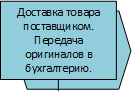 Доставка товара
поставщиком.
Передача
оригиналов в
бухгалтерию.